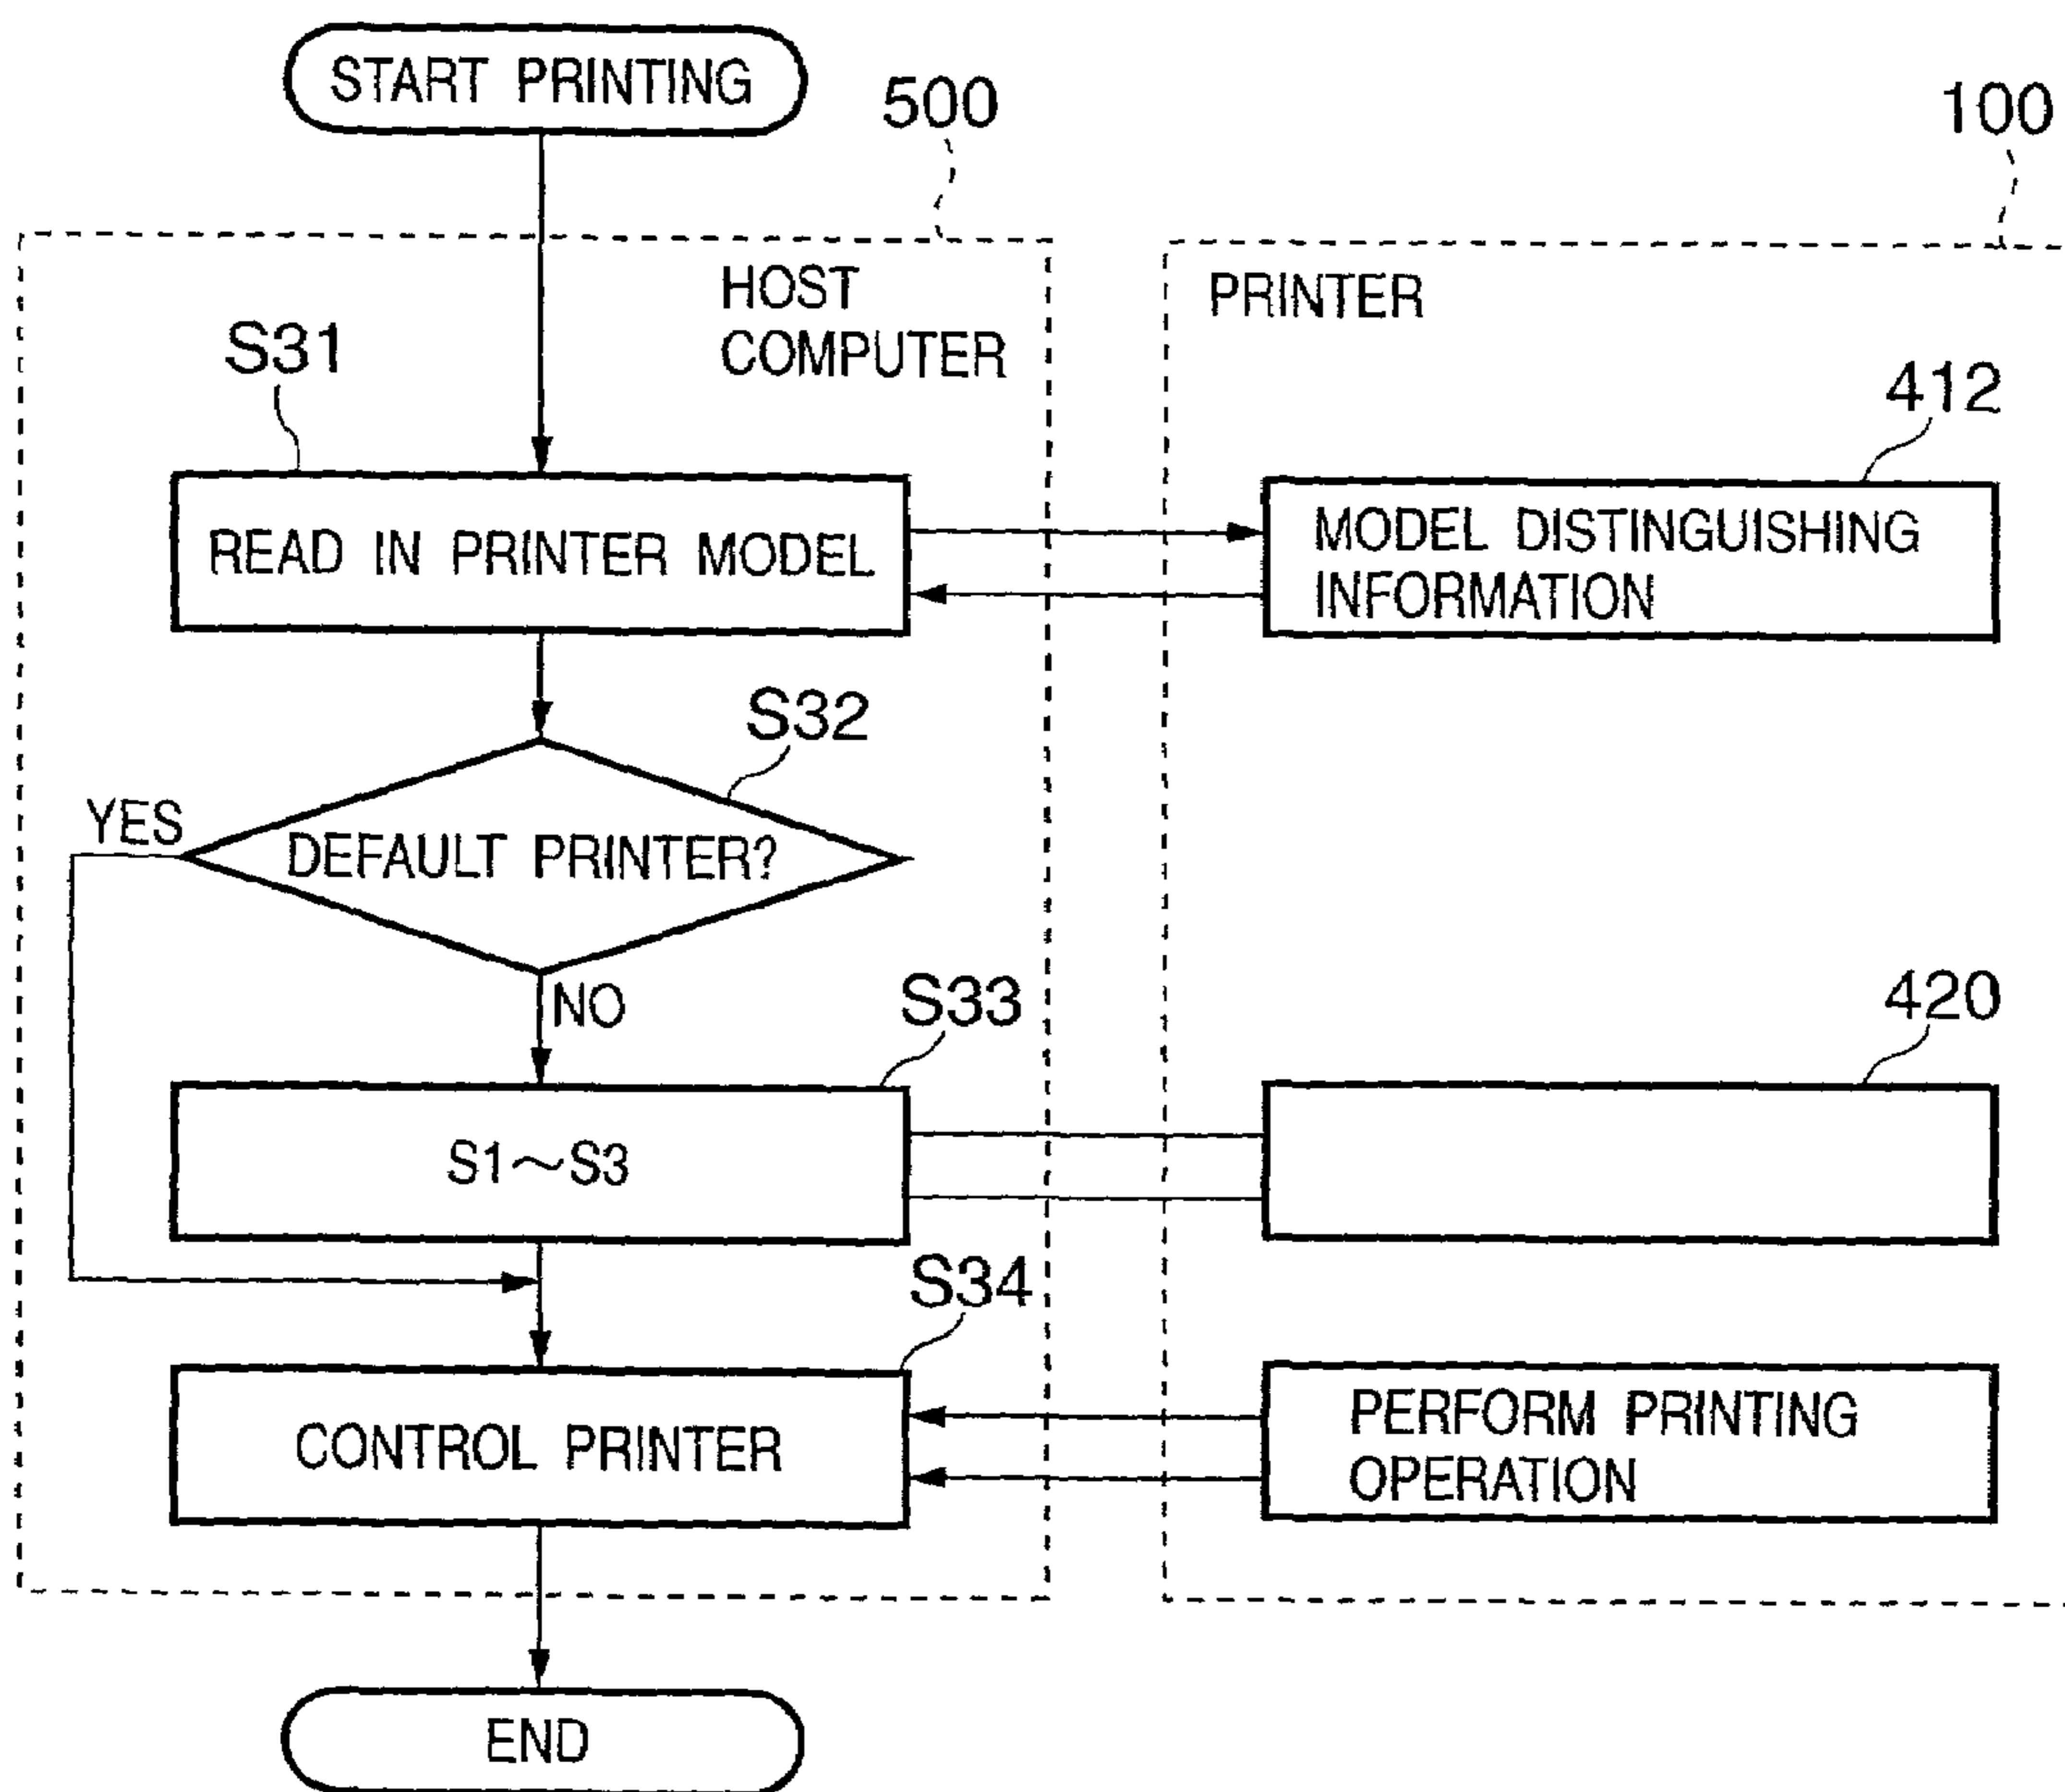 START PRINTING
500
100
HOST
COMPUTER
PRINTER
S31
412
READ IN PRINTER MODEL
MODEL DISTINGUISHING
INFORMATION
S32
YES
DEFAULT PRINTER?
NO
S33
420
S1~S3
S34
CONTROL PRINTER
PERFORM PRINTING
OPERATION
END